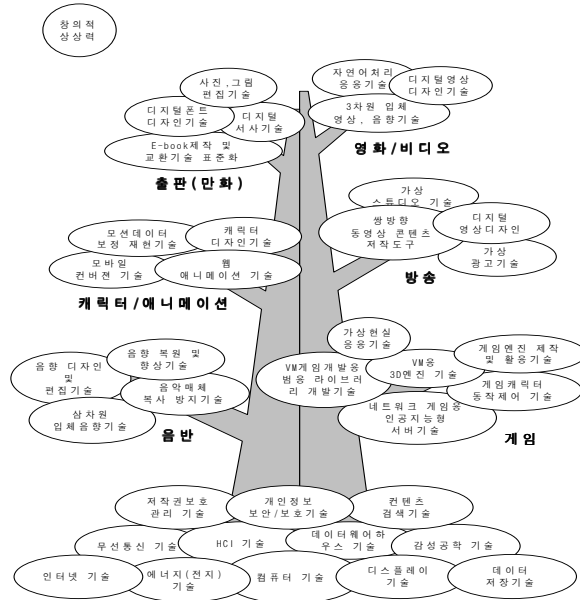 창의적
상상력
사진,그림
편집기술
디지털폰트
디자인기술
디지털
서사기술
E-book제작 및
교환기술 표준화
출판(만화)
자연어처리
응용기술
디지털영상
디자인기술
3차원 입체
영상, 음향기술
영화/비디오
모션데이터
보정 재현기술
캐릭터
디자인기술
모바일
컨버젼 기술
웹
애니메이션 기술
캐릭터/애니메이션
가상
스튜디오 기술
쌍방향
동영상 콘텐츠
저작도구
디지털
영상디자인
가상
광고기술
방송
음향 디자인
및
편집기술
음향 복원 및
향상기술
음악매체
복사 방지기술
삼차원
입체음향기술
음반
가상현실
응용기술
VM게임개발용
범용 라이브러
리 개발기술
VM용
3D엔진 기술
게임엔진 제작
및 활용기술
게임캐릭터
동작제어 기술
네트워크 게임용
인공지능형
서버기술
게임
저작권보호
관리 기술
개인정보
보안/보호기술
컨텐츠
검색기술
무선통신 기술
HCI 기술
데이터웨어하
우스 기술
감성공학 기술
인터넷 기술
에너지(전지)
기술
컴퓨터 기술
디스플레이
기술
데이터
저장기술